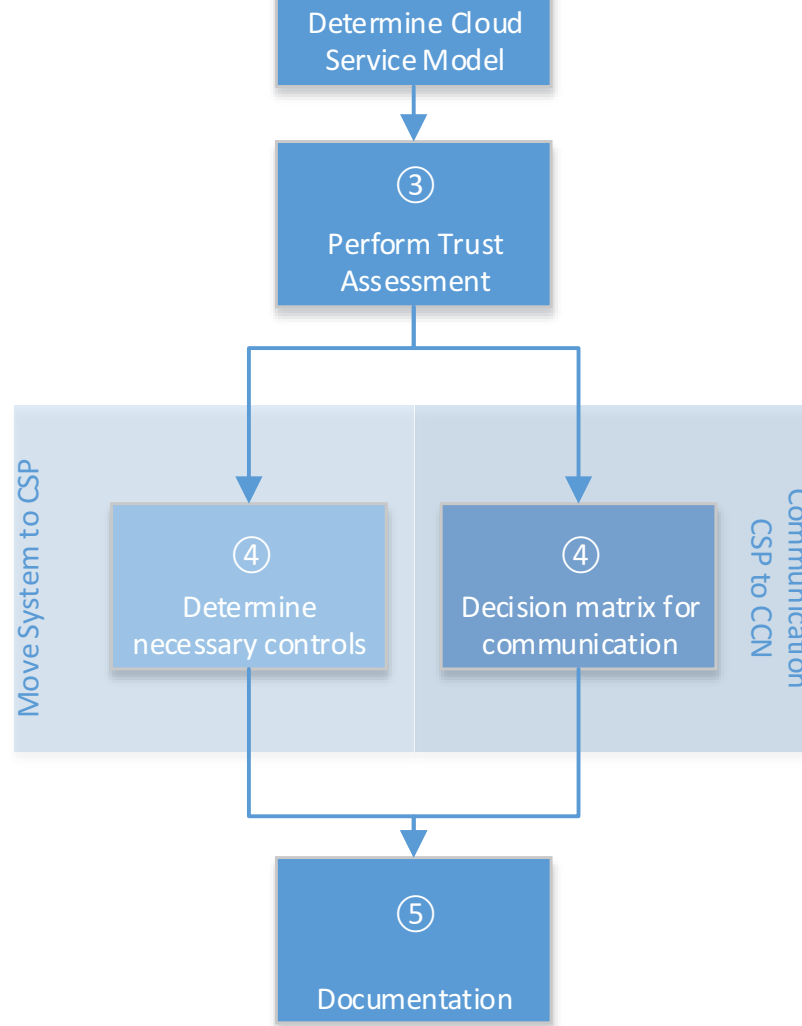 Determine Cloud
Service Model
③
Perform Trust
Assessment
Move System to CSP
④
Determine
necessary controls
④
Decision matrix for
communication
Communication
CSP to CCN
⑤
Documentation